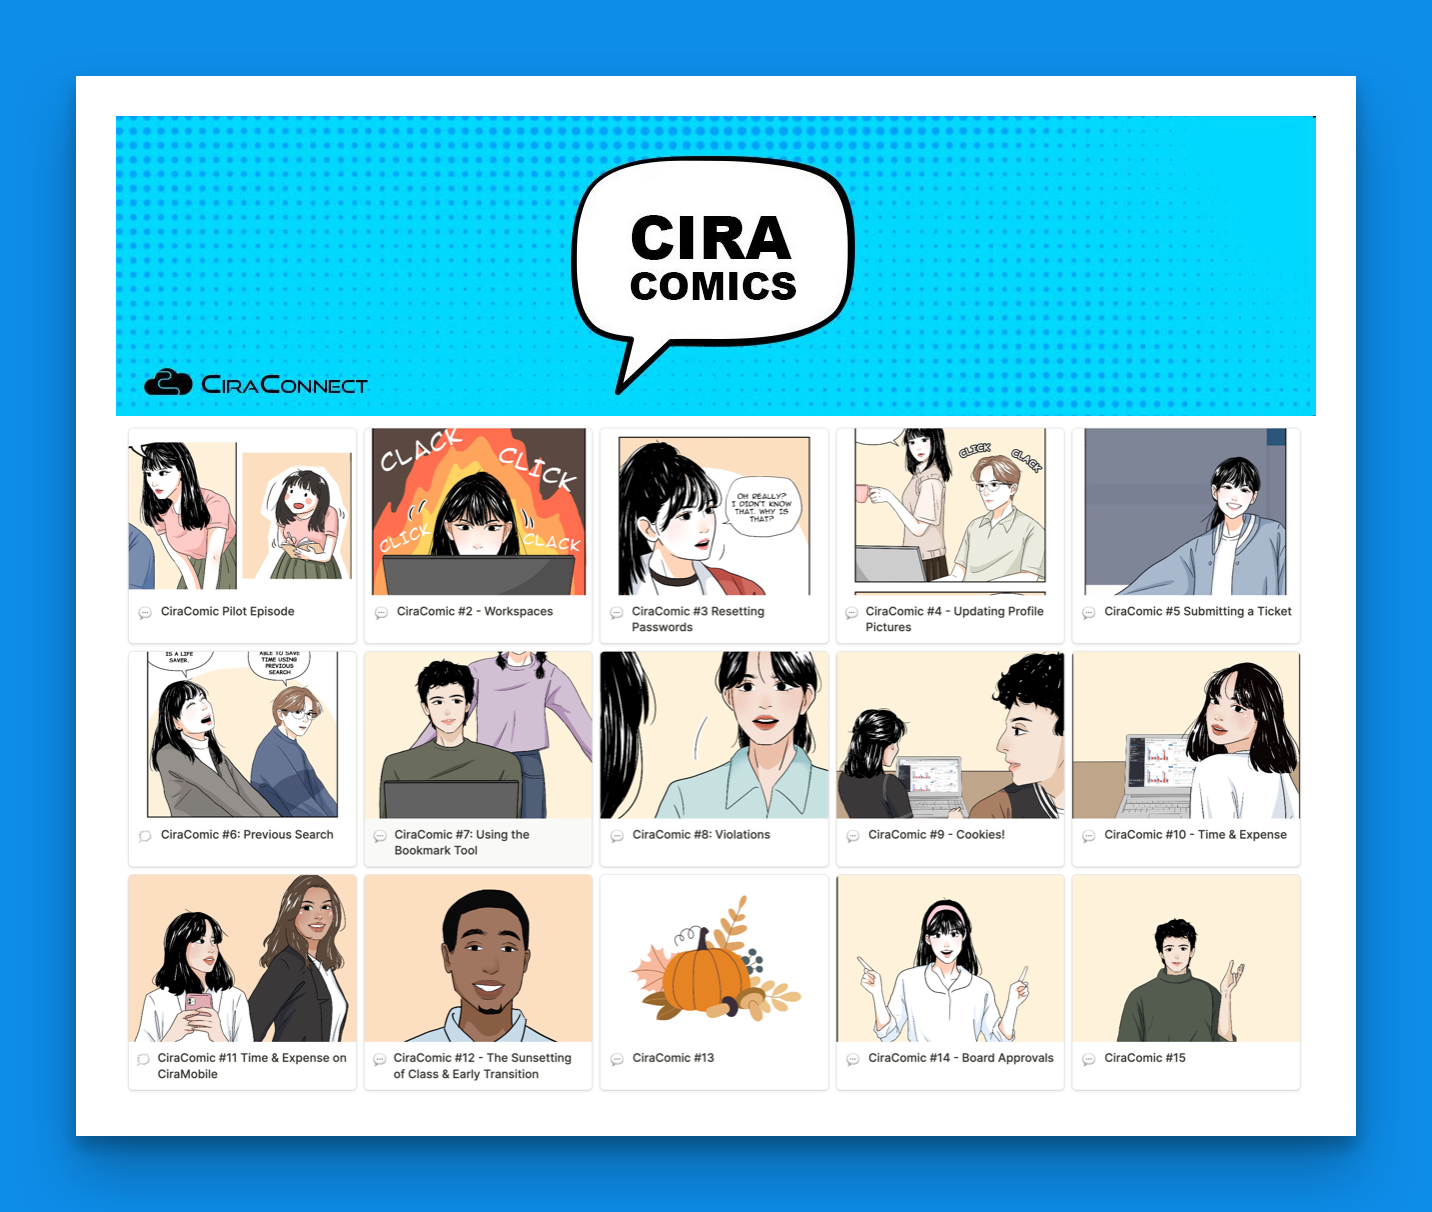 CIRA
COMICS
CIRACONNECT
CLACK
CLICK
CLICK
CLACK
OH REALLY?
I DIDN'T KNOW
THAT. WHY IS
THAT?
CLICK
CLACK
CiraComic Pilot Episode
CiraComic #2 - Workspaces
CiraComic #3 Resetting
Passwords
CiraComic #4 - Updating Profile
Pictures
CiraComic #5 Submitting a Ticket
IS A LIFE
SAVER.
ABLE TO SAVE
TIME USING
PREVIOUS
SEARCH
CiraComic #6: Previous Search
CiraComic #7: Using the
Bookmark Tool
CiraComic #8: Violations
CiraComic #9 - Cookies!
CiraComic #10 - Time & Expense
CiraComic #11 Time & Expense on
CiraMobile
CiraComic #12 - The Sunsetting
of Class & Early Transition
CiraComic #13
CiraComic #14 - Board Approvals
CiraComic #15